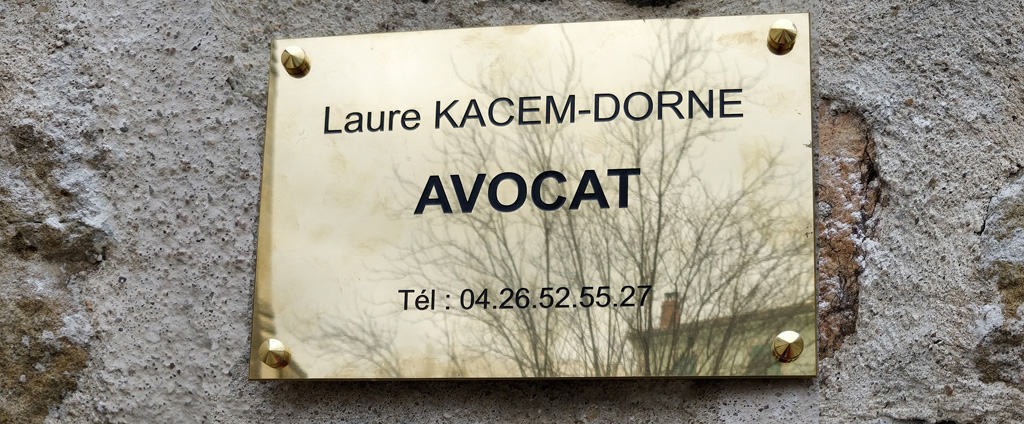 Laure KACEM-DORNE
AVOCAT
Tél : 04.26.52.55.27